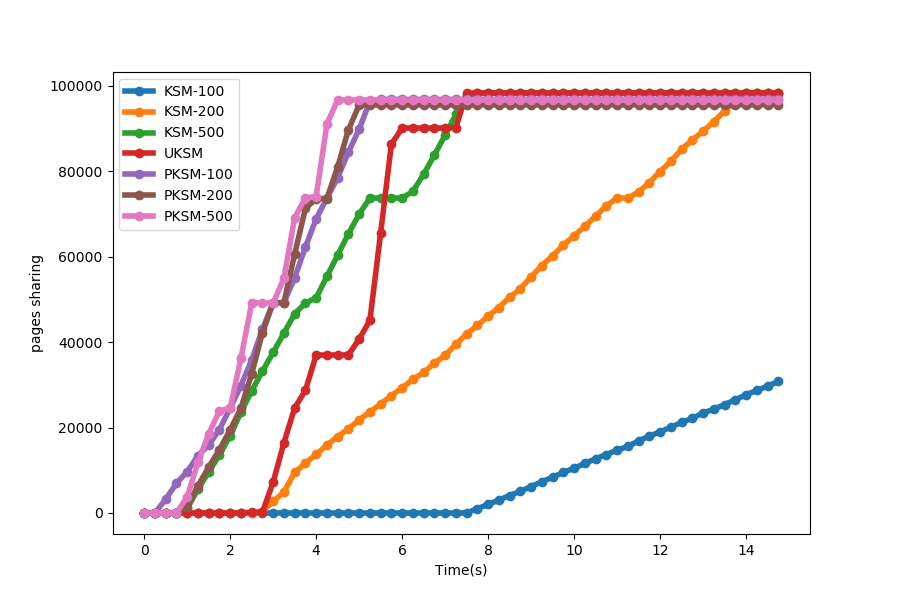 100000
80000
60000
40000
20000
0
pages sharing
KSM-100
KSM-200
KSM-500
UKSM
PKSM-100
PKSM-200
PKSM-500
0 2 4 6 8 10 12 14
Time(s)